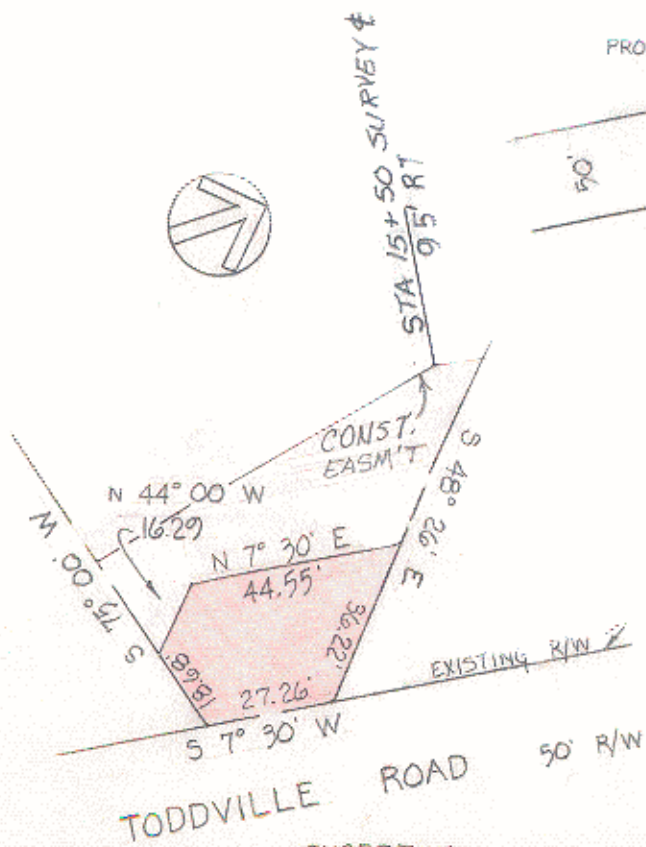 PRO
STA 15+50 SURVEY ℄
95' RT
50'
CONST.
EASM'T
N 44° 00 W
16.29
S 75° 00' W
S 48° 26' E
N 7° 30' E
44.55'
36.22'
18.68'
27.26'
EXISTING R/W
S 7° 30' W
50' R/W
TODDVILLE ROAD